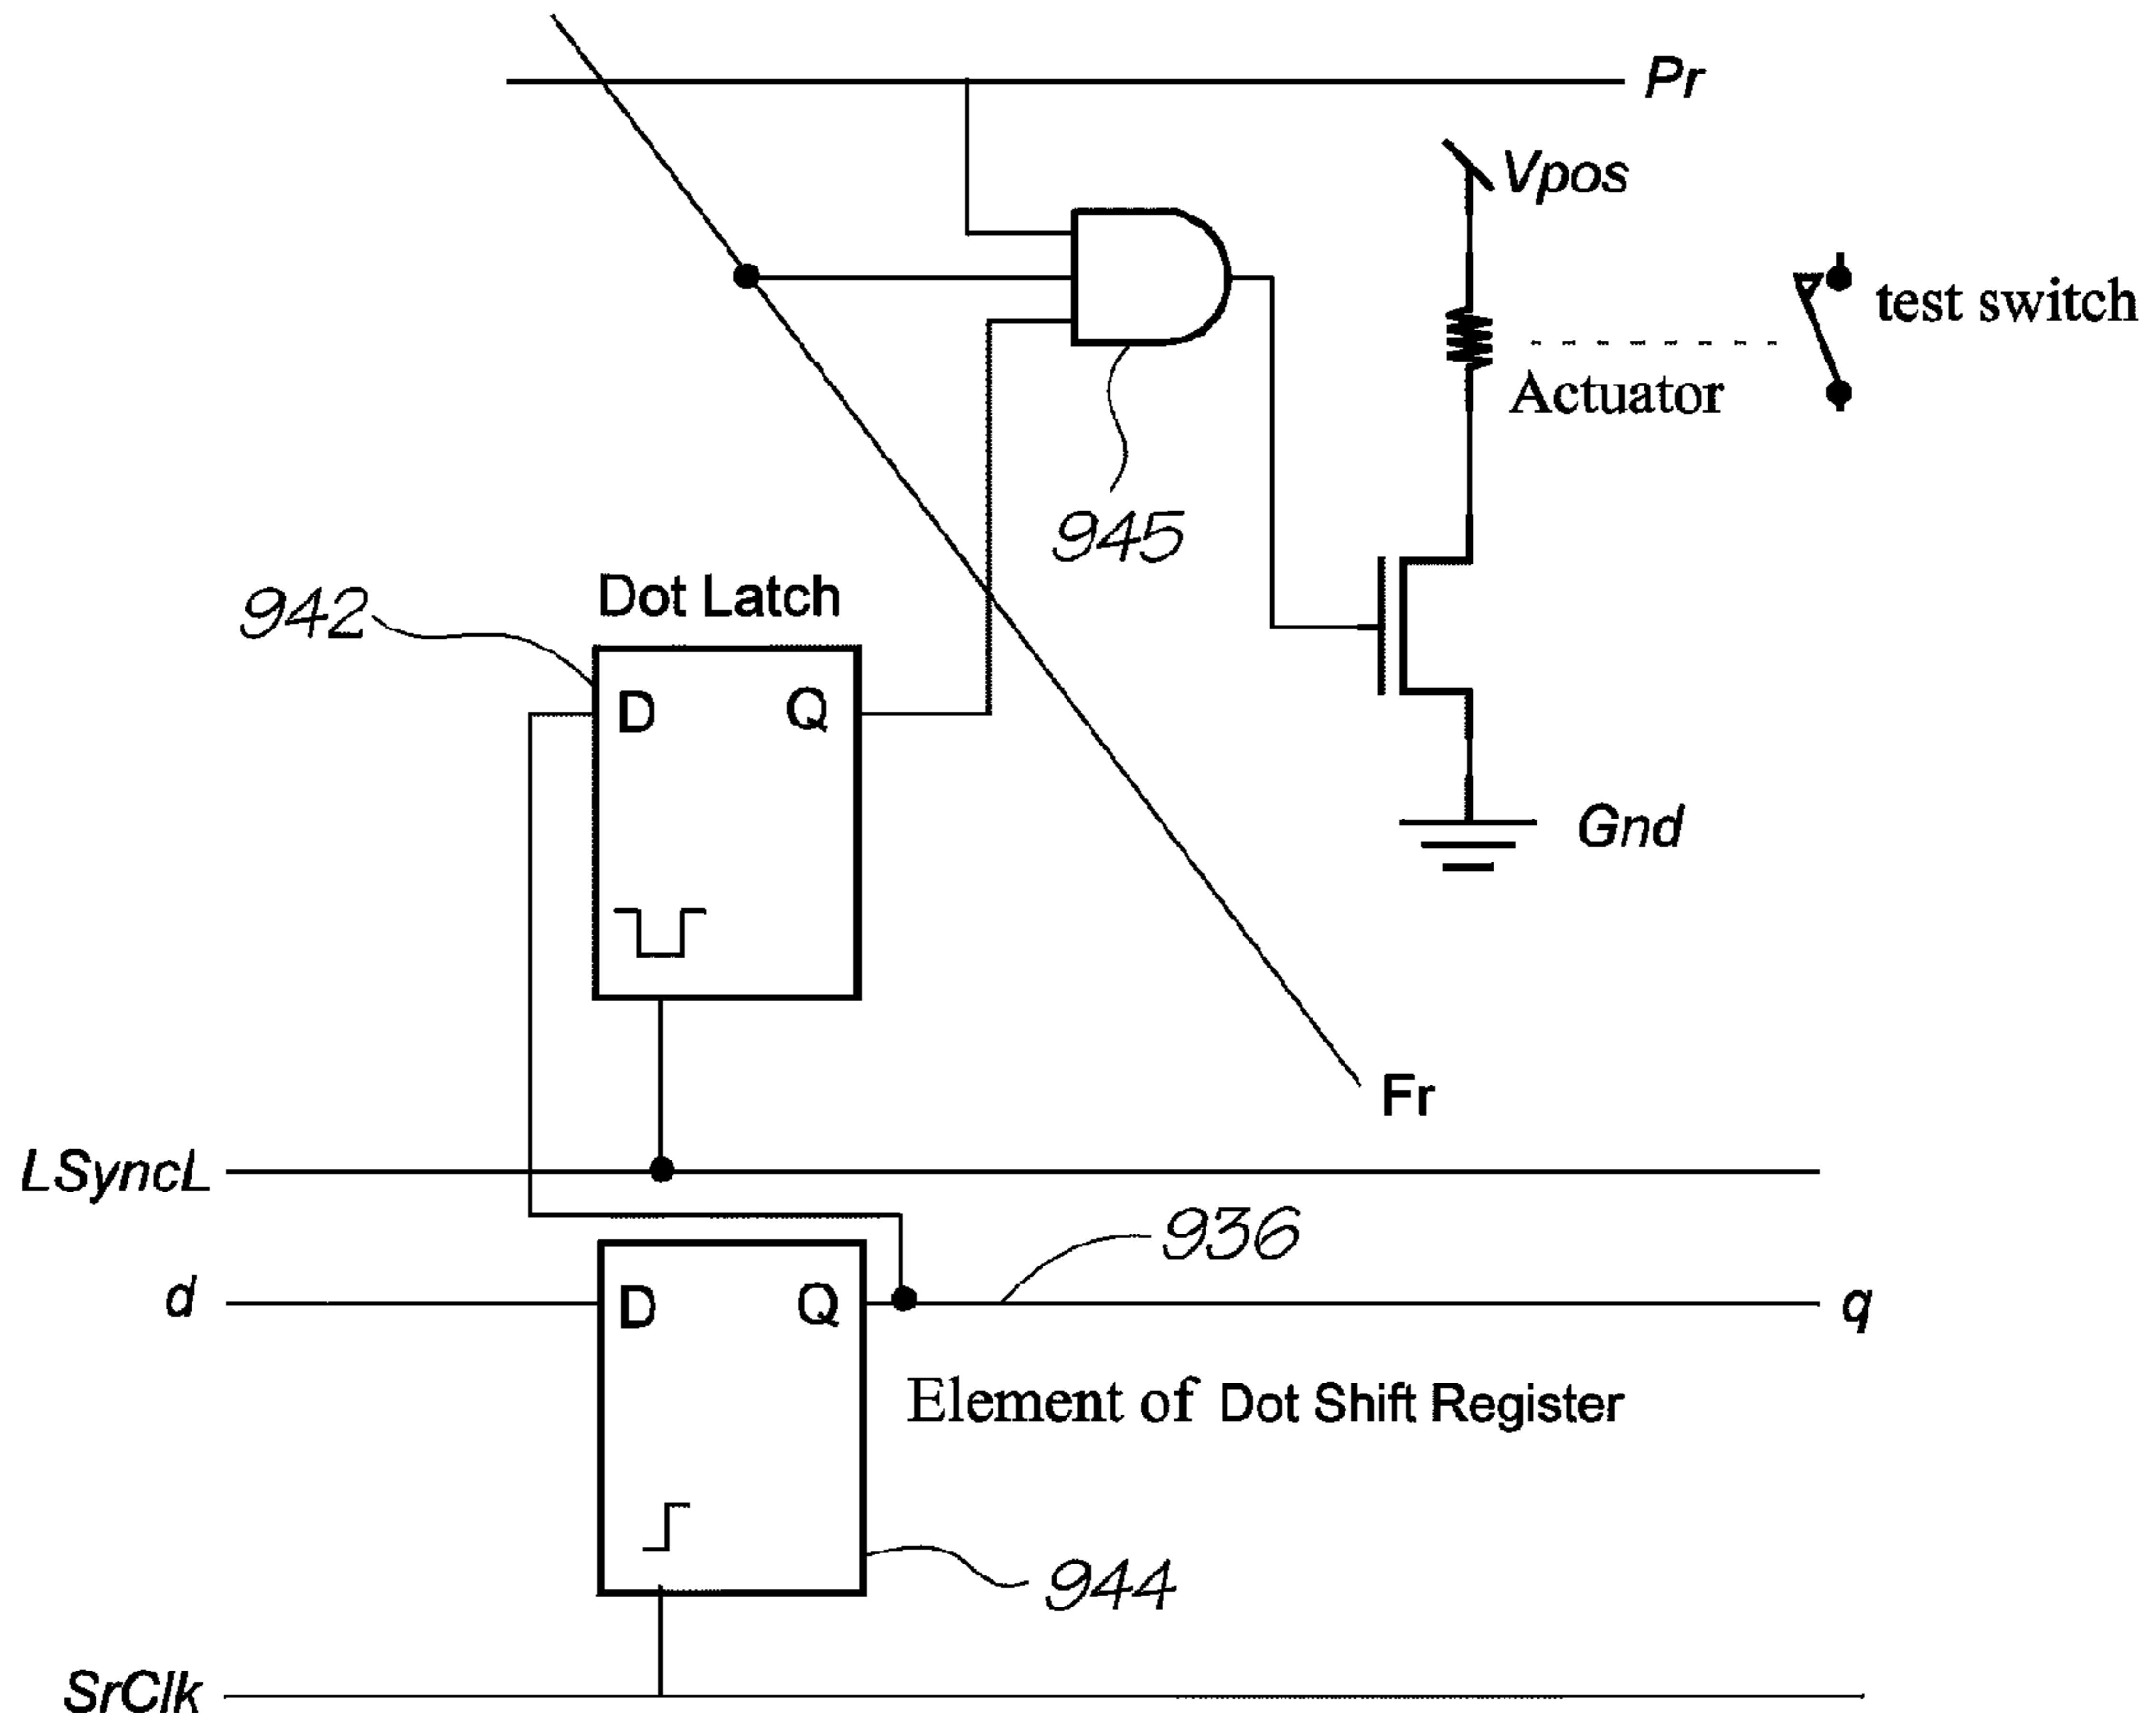 Pr
Vpos
test switch
Actuator
945
Dot Latch
942
D Q
Gnd
Fr
LSyncL
936
d D Q q
Element of Dot Shift Register
944
SrClk